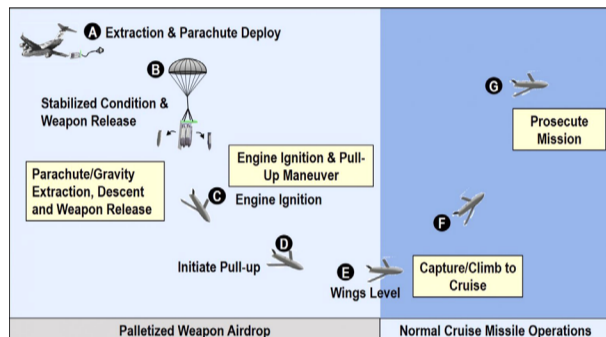 A Extraction & Parachute Deploy
B
Stabilized Condition &
Weapon Release
G
Prosecute
Mission
Parachute/Gravity
Extraction, Descent
and Weapon Release
Engine Ignition & Pull-
Up Maneuver
C Engine Ignition
F
D
Initiate Pull-up
E
Wings Level
Capture/Climb to
Cruise
Palletized Weapon Airdrop
Normal Cruise Missile Operations